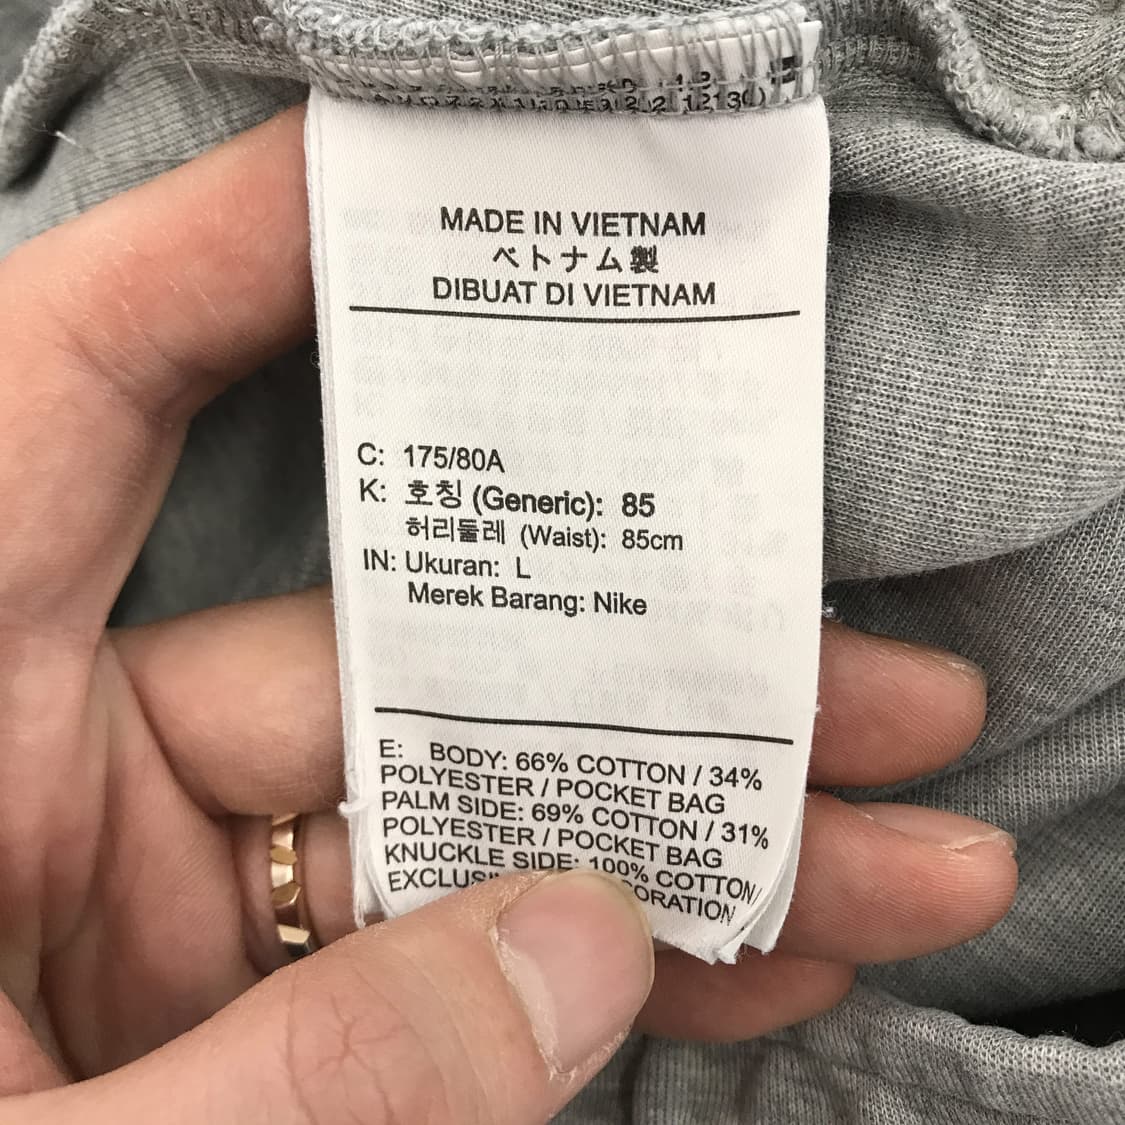 MADE IN VIETNAM
ベトナム製
DIBUAT DI VIETNAM
C: 175/80A
K: 호칭 (Generic): 85
허리둘레 (Waist): 85cm
IN: Ukuran: L
Merek Barang: Nike
E: BODY: 66% COTTON / 34%
POLYESTER / POCKET BAG
PALM SIDE: 69% COTTON / 31%
POLYESTER / POCKET BAG
KNUCKLE SIDE: 100% COTTON/